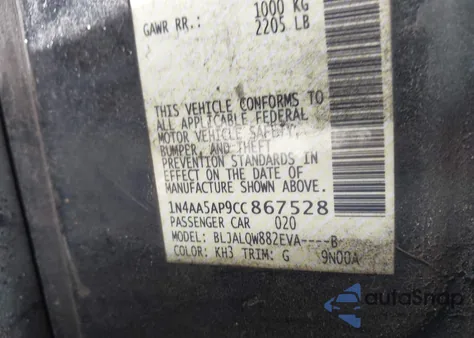 1000 KG
GAWR RR.: 2205 LB
THIS VEHICLE CONFORMS TO
ALL APPLICABLE FEDERAL
MOTOR VEHICLE SAFETY,
BUMPER, AND THEFT
PREVENTION STANDARDS IN
EFFECT ON THE DATE OF
MANUFACTURE SHOWN ABOVE.
1N4AA5AP9CC867528
PASSENGER CAR 020
MODEL: BLJALQW882EVA----B-
COLOR: KH3 TRIM: G 9N00A
autoSnap